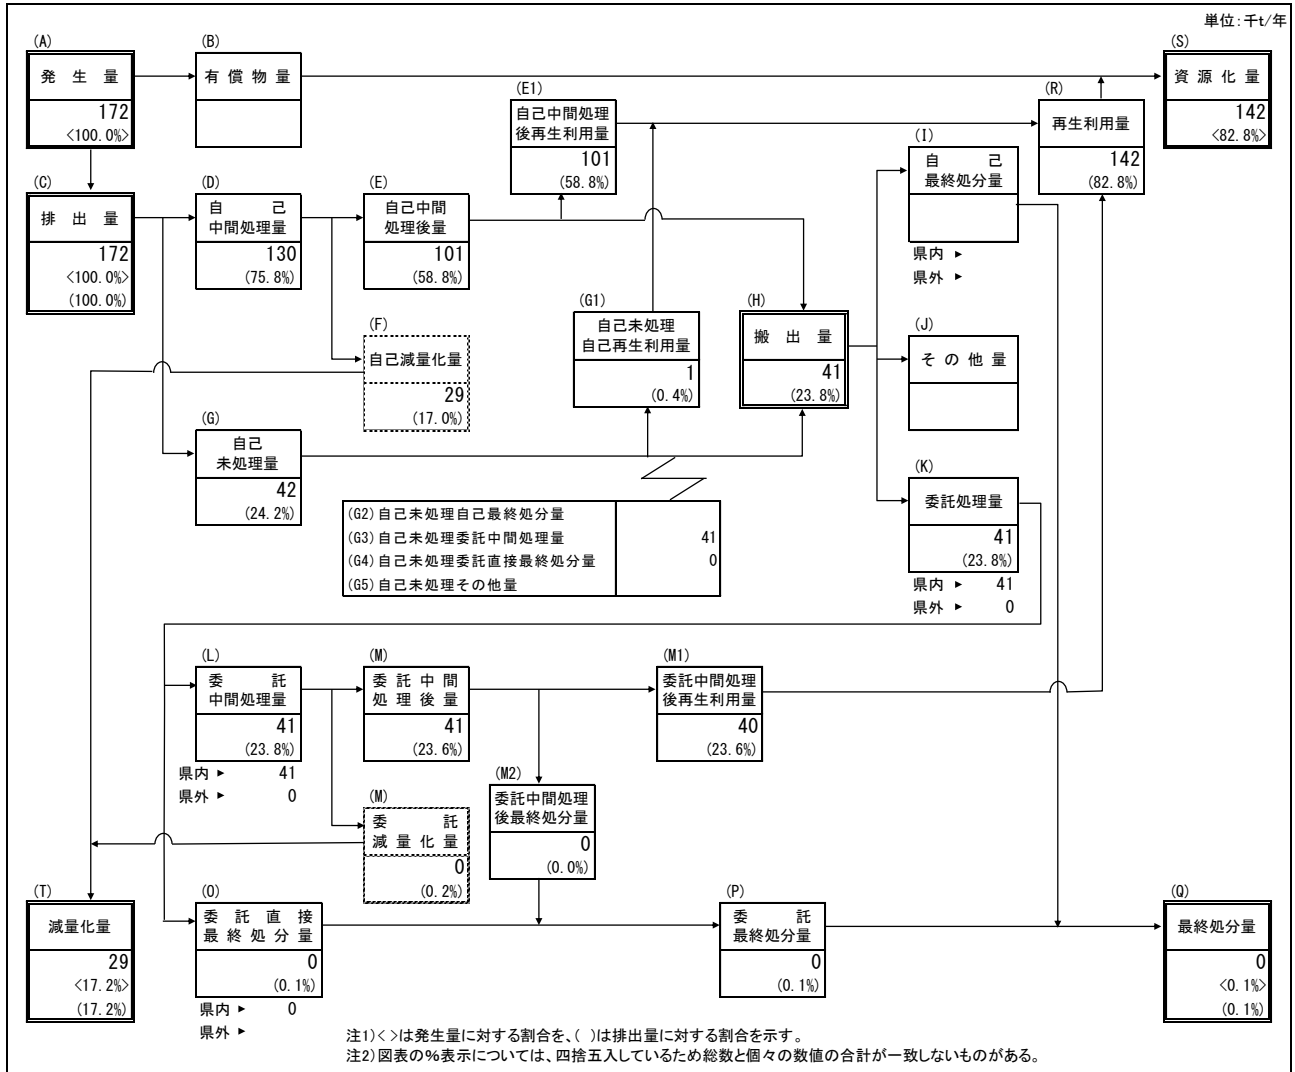 単位:千t/年
(A)
発 生 量
172
<100.0%>
(B)
有 償 物 量
(S)
資 源 化 量
142
<82.8%>
(E1)
自己中間処理
後再生利用量
101
(58.8%)
(R)
再生利用量
142
(82.8%)
(I)
自 己
最終処分量
県内 ►
県外 ►
(C)
排 出 量
172
<100.0%>
(100.0%)
(D)
自 己
中間処理量
130
(75.8%)
(E)
自己中間
処理後量
101
(58.8%)
(F)
自己減量化量
29
(17.0%)
(G1)
自己未処理
自己再生利用量
1
(0.4%)
(H)
搬 出 量
41
(23.8%)
(J)
そ の 他 量
(G)
自己
未処理量
42
(24.2%)
(G2)自己未処理自己最終処分量
(G3)自己未処理委託中間処理量 41
(G4)自己未処理委託直接最終処分量 0
(G5)自己未処理その他量
(K)
委託処理量
41
(23.8%)
県内 ► 41
県外 ► 0
(L)
委 託
中間処理量
41
(23.8%)
県内 ► 41
県外 ► 0
(M)
委 託 中 間
処 理 後 量
41
(23.6%)
(M1)
委託中間処理
後再生利用量
40
(23.6%)
(M2)
委託中間処理
後最終処分量
0
(0.0%)
(M)
委 託
減 量 化 量
0
(0.2%)
(T)
減量化量
29
<17.2%>
(17.2%)
(O)
委 託 直 接
最 終 処 分 量
0
(0.1%)
県内 ► 0
県外 ►
(P)
委 託
最終処分量
0
(0.1%)
(Q)
最終処分量
0
<0.1%>
(0.1%)
注1)< >は発生量に対する割合を、( )は排出量に対する割合を示す。
注2)図表の%表示については、四捨五入しているため総数と個々の数値の合計が一致しないものがある。